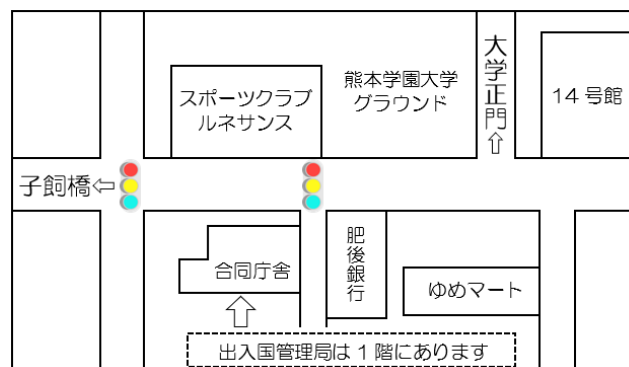 スポーツクラブ
ルネサンス
熊本学園大学
グラウンド
大学正門⇧
14 号館
子飼橋⇦
合同庁舎
肥後銀行
ゆめマート
出入国管理局は 1 階にあります